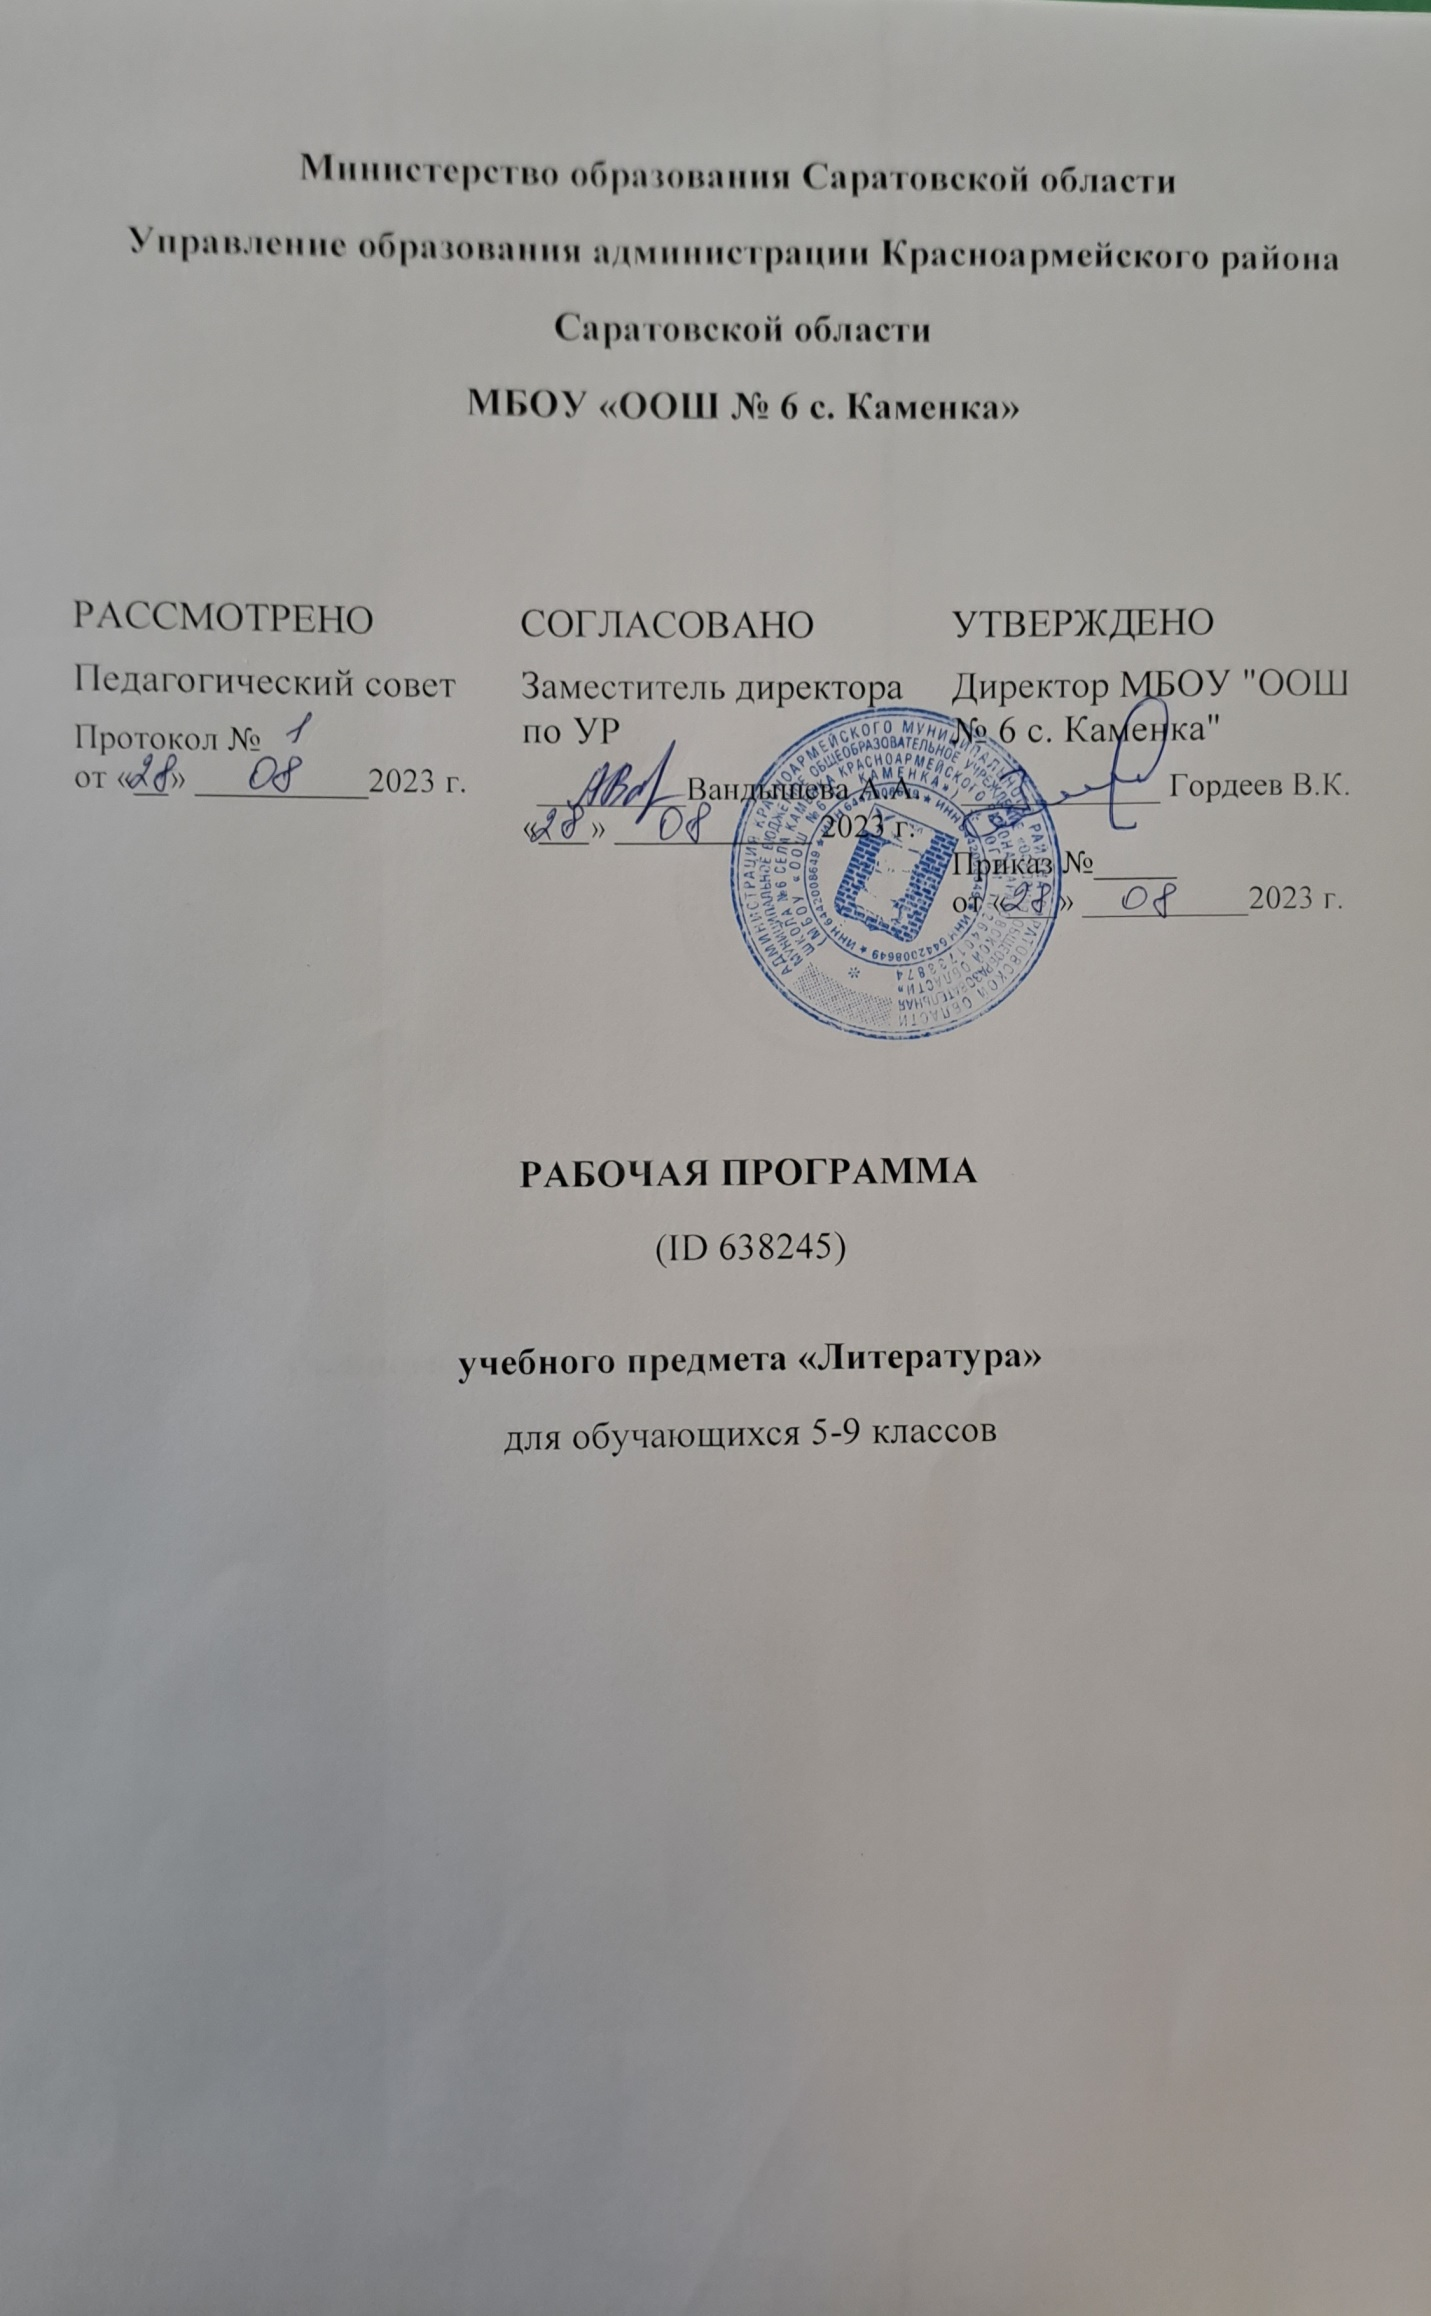 Министерство образования Саратовской области
Управление образования администрации Красноармейского района
Саратовской области
МБОУ «ООШ № 6 с. Каменка»
РАССМОТРЕНО
Педагогический совет
Протокол № 1
от «28» 08 2023 г.
СОГЛАСОВАНО
Заместитель директора
по УР
Вандышева А.А.
«28» 08 2023 г.
УТВЕРЖДЕНО
Директор МБОУ "ООШ
№ 6 с. Каменка"
Гордеев В.К.
Приказ №
от «28» 08 2023 г.
ИНН 6442008649
РАБОЧАЯ ПРОГРАММА
(ID 638245)
учебного предмета «Литература»
для обучающихся 5-9 классов